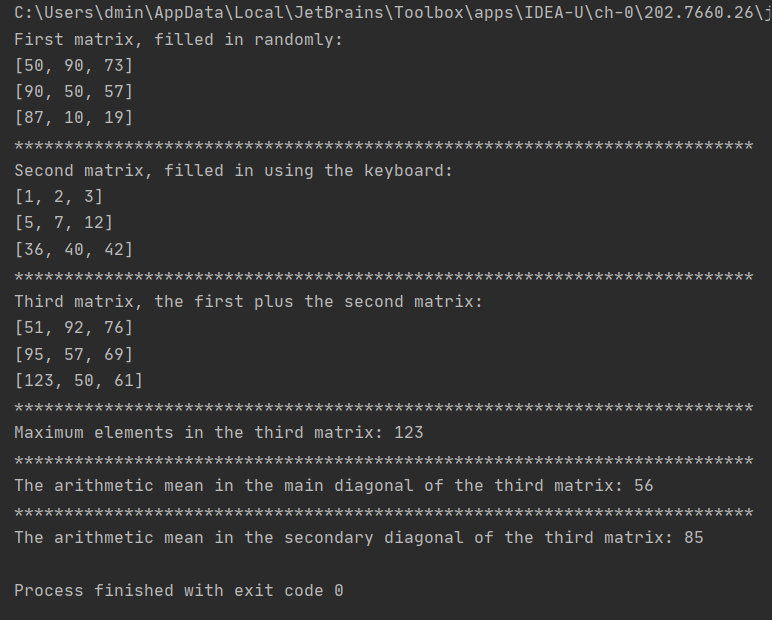 C:\Users\dmin\AppData\Local\JetBrains\Toolbox\apps\IDEA-U\ch-0\202.7660.26\j
First matrix, filled in randomly:
[50, 90, 73]
[90, 50, 57]
[87, 10, 19]
**************************************************************************
Second matrix, filled in using the keyboard:
[1, 2, 3]
[5, 7, 12]
[36, 40, 42]
**************************************************************************
Third matrix, the first plus the second matrix:
[51, 92, 76]
[95, 57, 69]
[123, 50, 61]
**************************************************************************
Maximum elements in the third matrix: 123
**************************************************************************
The arithmetic mean in the main diagonal of the third matrix: 56
**************************************************************************
The arithmetic mean in the secondary diagonal of the third matrix: 85
Process finished with exit code 0